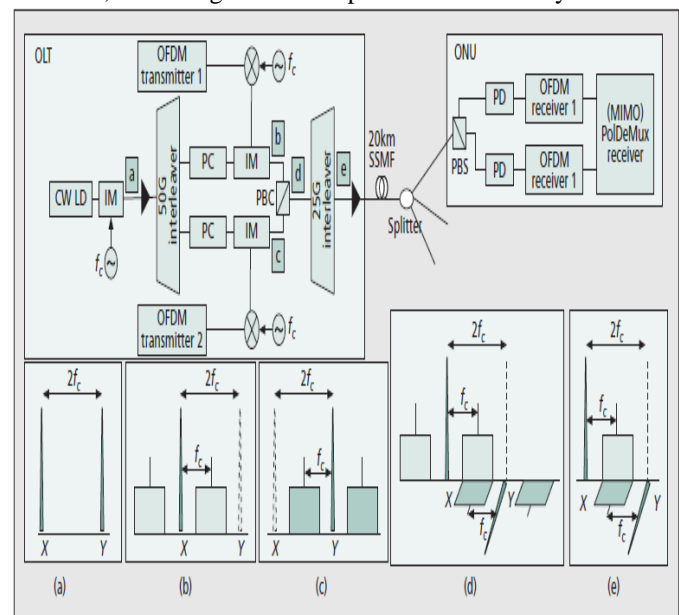 OLT
OFDM
transmitter 1
f_c
ONU
PD
OFDM
receiver 1
(MIMO)
PolDeMux
receiver
PBS
PD
OFDM
receiver 1
CW LD
IM
a
50G
interleaver
PC
IM
b
PBC
d
25G
interleaver
e
20km
SSMF
Splitter
PC
IM
c
f_c
OFDM
transmitter 2
f_c
2f_c
X
Y
(a)
2f_c
f_c
X
Y
(b)
2f_c
f_c
X
Y
(c)
2f_c
f_c
X
Y
f_c
(d)
2f_c
f_c
X
Y
f_c
(e)